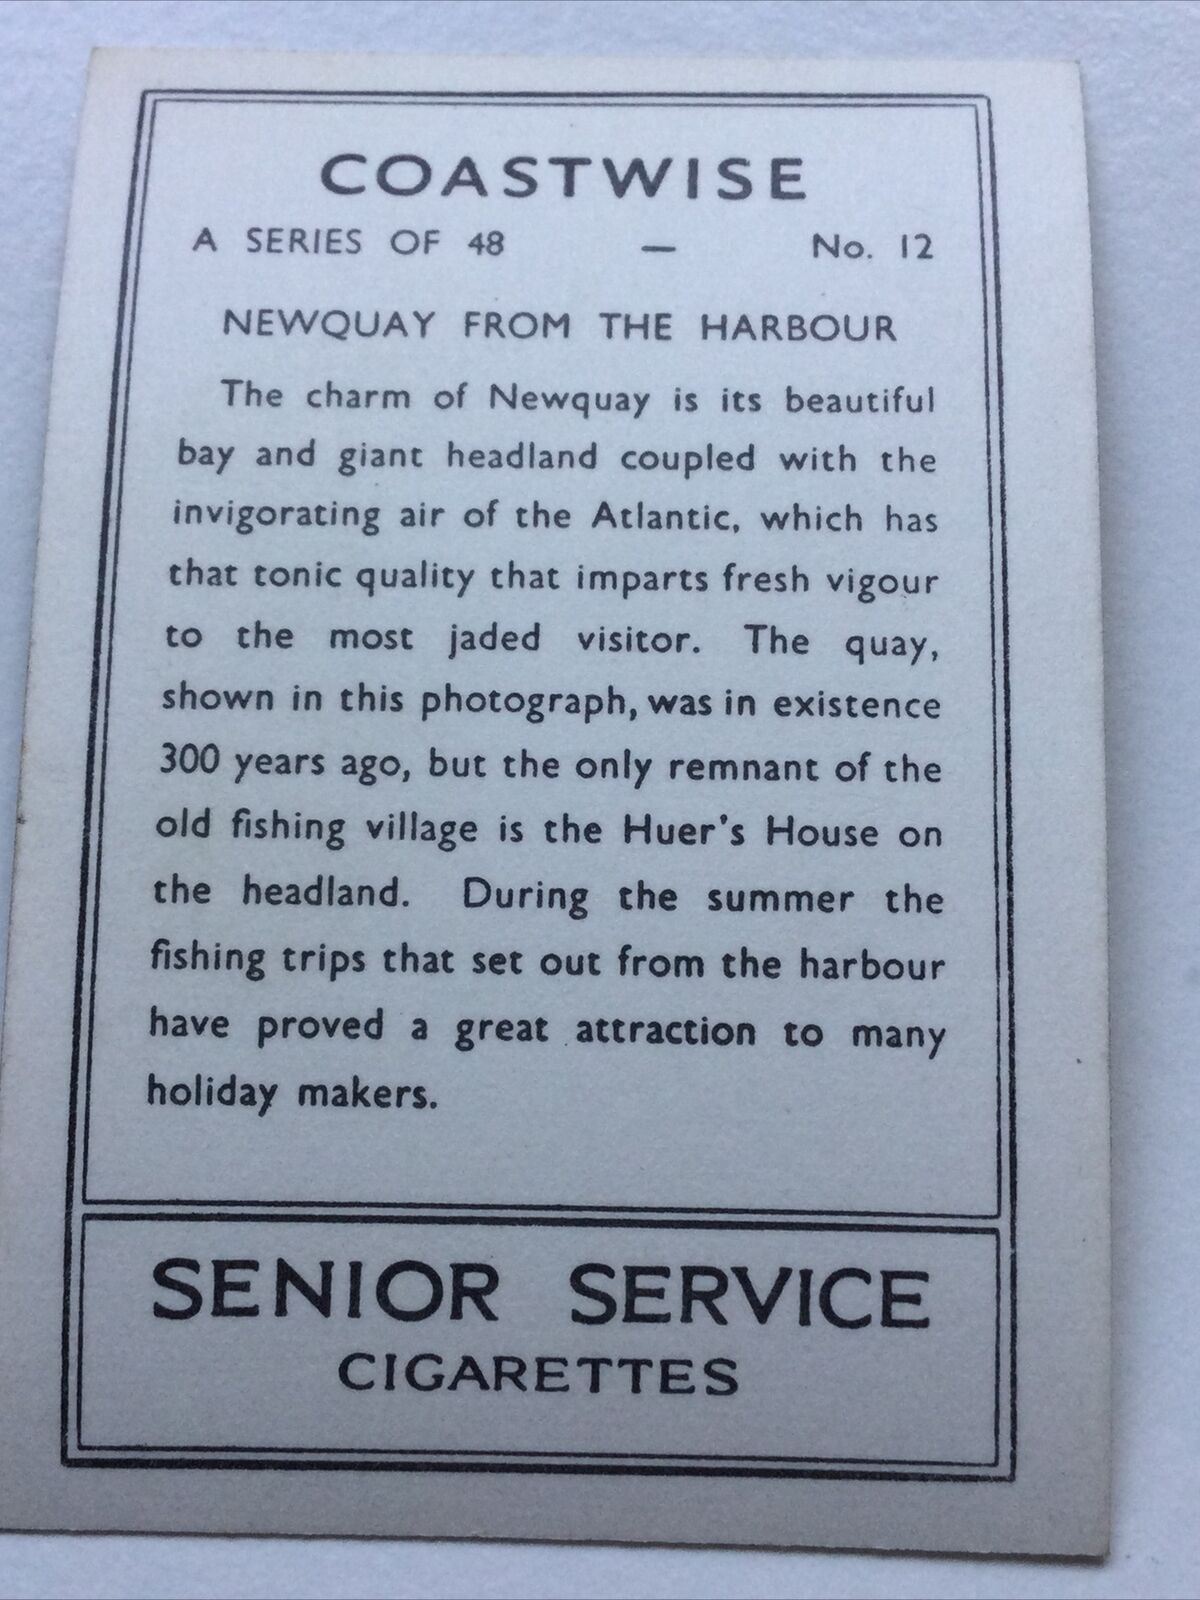 COASTWISE
A SERIES OF 48 — No. 12
NEWQUAY FROM THE HARBOUR
The charm of Newquay is its beautiful
bay and giant headland coupled with the
invigorating air of the Atlantic, which has
that tonic quality that imparts fresh vigour
to the most jaded visitor. The quay,
shown in this photograph, was in existence
300 years ago, but the only remnant of the
old fishing village is the Huer's House on
the headland. During the summer the
fishing trips that set out from the harbour
have proved a great attraction to many
holiday makers.
SENIOR SERVICE
CIGARETTES